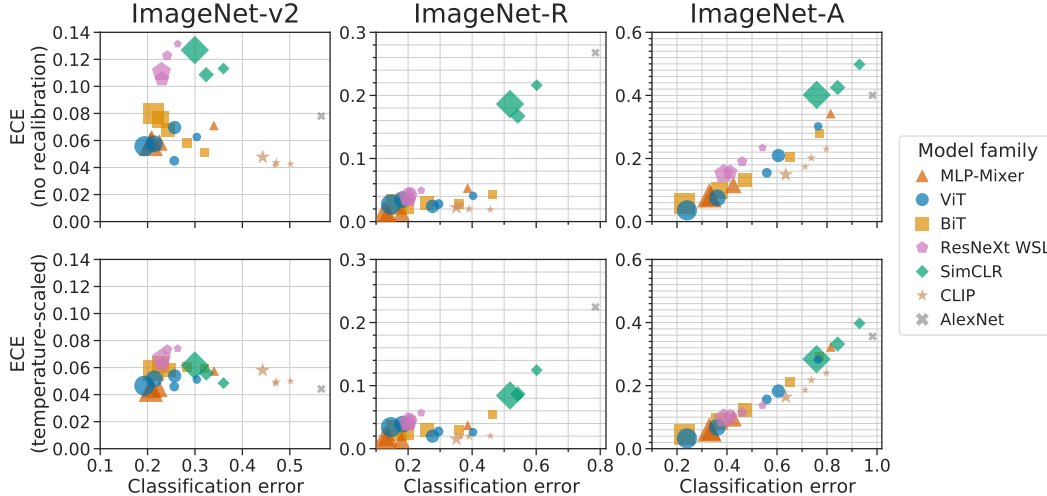 ImageNet-v2
ImageNet-R
ImageNet-A
ECE
(no recalibration)
0.14
0.12
0.10
0.08
0.06
0.04
0.02
0.00
0.3
0.2
0.1
0.0
0.6
0.4
0.2
0.0
Model family
MLP-Mixer
ViT
BiT
ResNeXt WSL
SimCLR
CLIP
AlexNet
ECE
(temperature-scaled)
0.14
0.12
0.10
0.08
0.06
0.04
0.02
0.00
0.1 0.2 0.3 0.4 0.5
Classification error
0.3
0.2
0.1
0.0
0.2 0.4 0.6 0.8
Classification error
0.6
0.4
0.2
0.0
0.2 0.4 0.6 0.8 1.0
Classification error